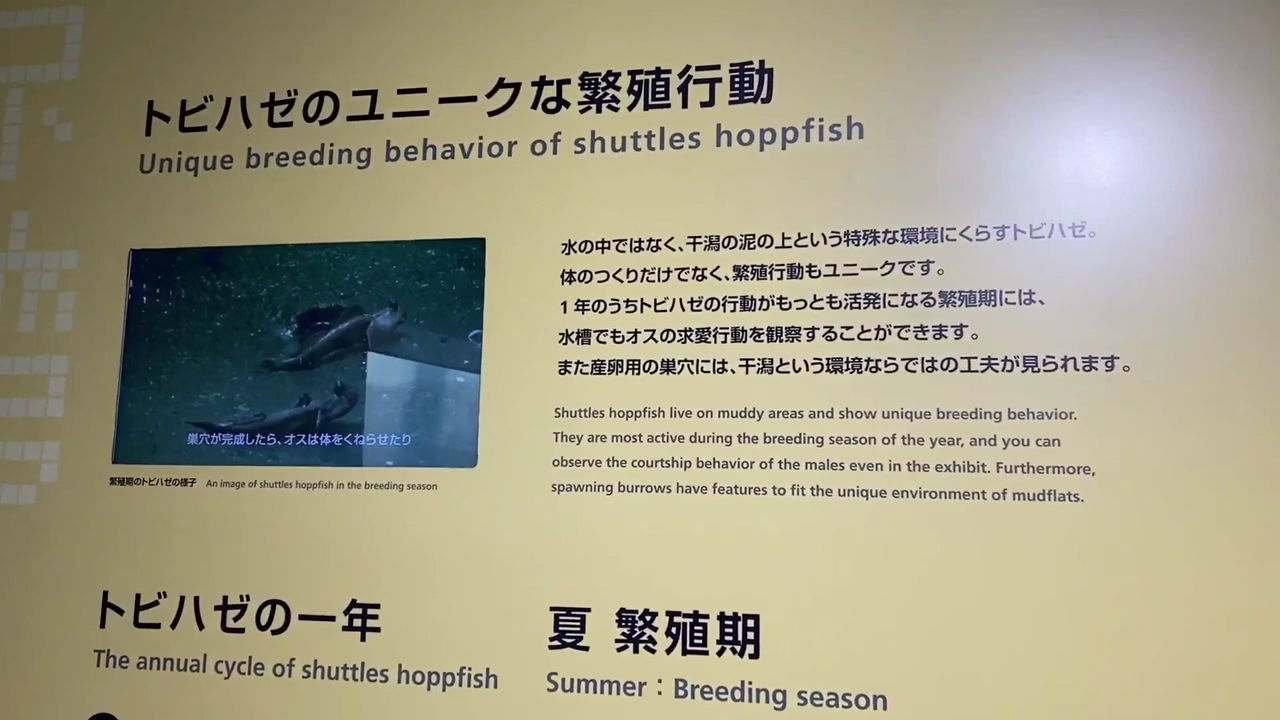 トビハゼのユニークな繁殖行動
Unique breeding behavior of shuttles hoppfish
水の中ではなく、干潟の泥の上という特殊な環境にくらすトビハゼ。
体のつくりだけでなく、繁殖行動もユニークです。
1年のうちトビハゼの行動がもっとも活発になる繁殖期には、
水槽でもオスの求愛行動を観察することができます。
また産卵用の巣穴には、干潟という環境ならではの工夫が見られます。
Shuttles hoppfish live on muddy areas and show unique breeding behavior.
They are most active during the breeding season of the year, and you can
observe the courtship behavior of the males even in the exhibit. Furthermore,
spawning burrows have features to fit the unique environment of mudflats.
巣穴が完成したら、オスは体をくねらせたり
繁殖期のトビハゼの様子 An image of shuttles hoppfish in the breeding season
トビハゼの一年
The annual cycle of shuttles hoppfish
夏 繁殖期
Summer：Breeding season